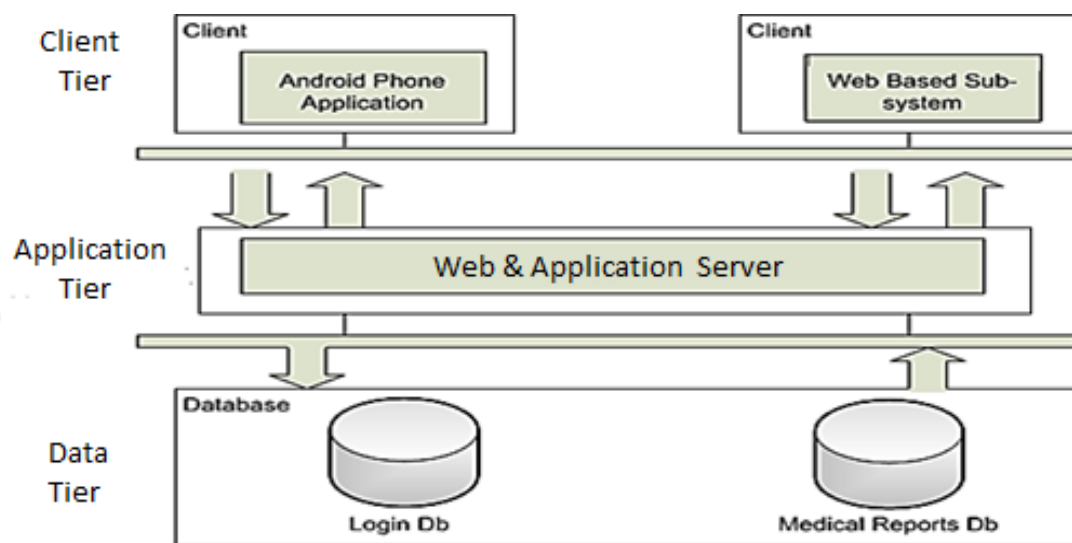 Client
Tier
Client
Android Phone
Application
Client
Web Based Sub-
system
Application
Tier
Web & Application Server
Data
Tier
Database
Login Db
Medical Reports Db